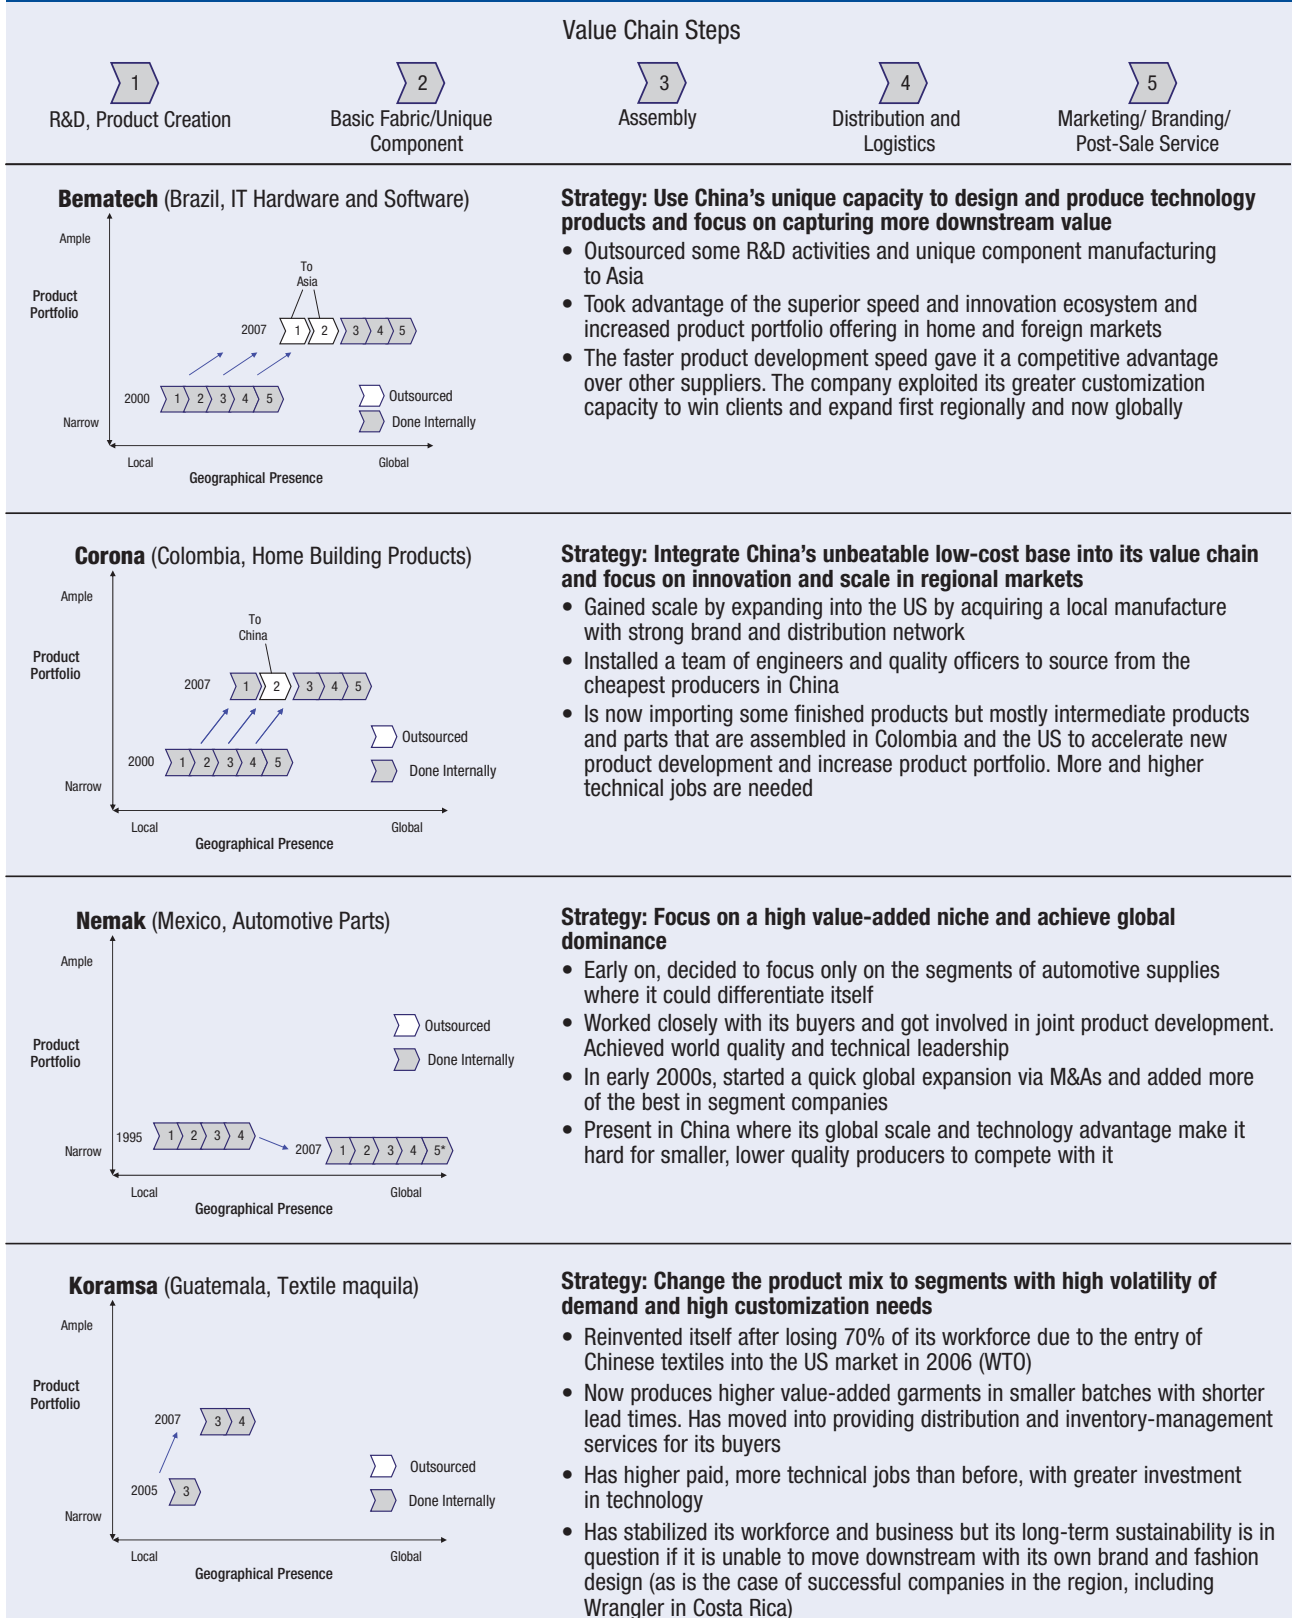 Value Chain Steps
1
2
3
4
5
R&D, Product Creation
Basic Fabric/Unique
Component
Assembly
Distribution and
Logistics
Marketing/ Branding/
Post-Sale Service
Bematech (Brazil, IT Hardware and Software)
Ample
To
Asia
Product
Portfolio
2007
1 2 3 4 5
2000
1 2 3 4 5
Outsourced
Done Internally
Narrow
Local
Global
Geographical Presence
Strategy: Use China’s unique capacity to design and produce technology
products and focus on capturing more downstream value
• Outsourced some R&D activities and unique component manufacturing
to Asia
• Took advantage of the superior speed and innovation ecosystem and
increased product portfolio offering in home and foreign markets
• The faster product development speed gave it a competitive advantage
over other suppliers. The company exploited its greater customization
capacity to win clients and expand first regionally and now globally
Corona (Colombia, Home Building Products)
Ample
To
China
Product
Portfolio
2007
1 2 3 4 5
Outsourced
2000
1 2 3 4 5
Done Internally
Narrow
Local
Global
Geographical Presence
Strategy: Integrate China’s unbeatable low-cost base into its value chain
and focus on innovation and scale in regional markets
• Gained scale by expanding into the US by acquiring a local manufacture
with strong brand and distribution network
• Installed a team of engineers and quality officers to source from the
cheapest producers in China
• Is now importing some finished products but mostly intermediate products
and parts that are assembled in Colombia and the US to accelerate new
product development and increase product portfolio. More and higher
technical jobs are needed
Nemak (Mexico, Automotive Parts)
Ample
Outsourced
Product
Portfolio
Done Internally
1995
1 2 3 4
Narrow
2007
1 2 3 4 5*
Local
Global
Geographical Presence
Strategy: Focus on a high value-added niche and achieve global
dominance
• Early on, decided to focus only on the segments of automotive supplies
where it could differentiate itself
• Worked closely with its buyers and got involved in joint product development.
Achieved world quality and technical leadership
• In early 2000s, started a quick global expansion via M&As and added more
of the best in segment companies
• Present in China where its global scale and technology advantage make it
hard for smaller, lower quality producers to compete with it
Koramsa (Guatemala, Textile maquila)
Ample
Product
Portfolio
2007
3 4
Outsourced
2005
3
Done Internally
Narrow
Local
Global
Geographical Presence
Strategy: Change the product mix to segments with high volatility of
demand and high customization needs
• Reinvented itself after losing 70% of its workforce due to the entry of
Chinese textiles into the US market in 2006 (WTO)
• Now produces higher value-added garments in smaller batches with shorter
lead times. Has moved into providing distribution and inventory-management
services for its buyers
• Has higher paid, more technical jobs than before, with greater investment
in technology
• Has stabilized its workforce and business but its long-term sustainability is in
question if it is unable to move downstream with its own brand and fashion
design (as is the case of successful companies in the region, including
Wrangler in Costa Rica)